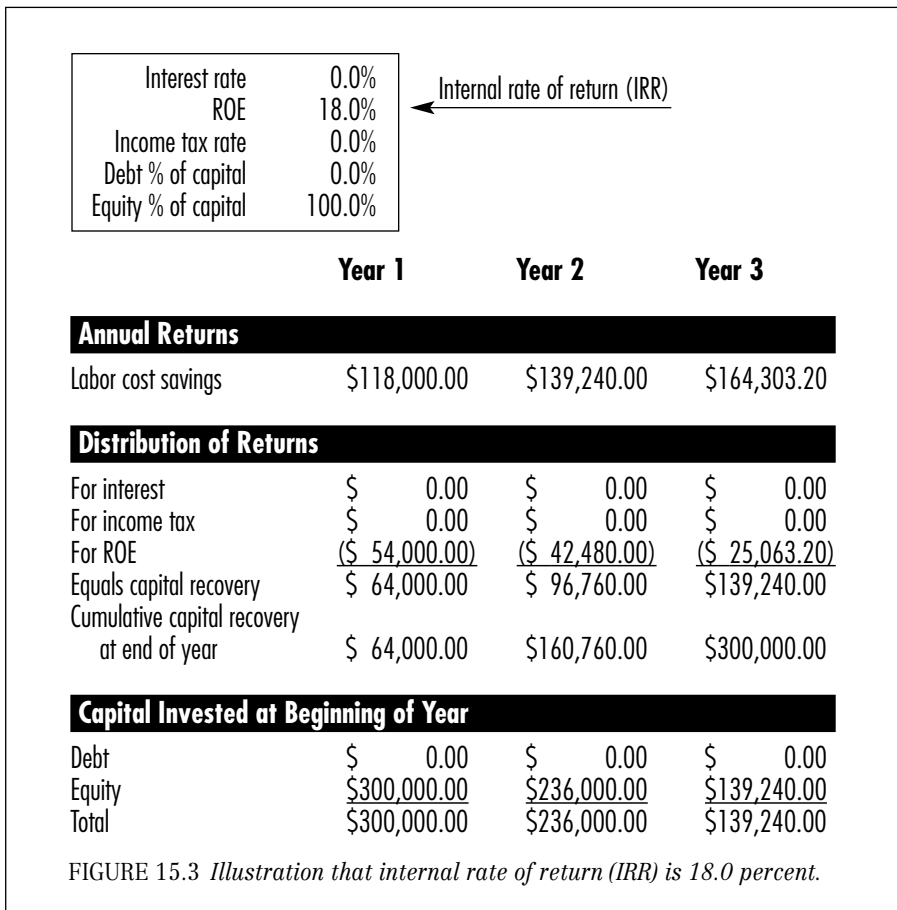 Interest rate 0.0%
ROE 18.0%
Internal rate of return (IRR)
Income tax rate 0.0%
Debt % of capital 0.0%
Equity % of capital 100.0%
Year 1 Year 2 Year 3
Annual Returns
Labor cost savings $118,000.00 $139,240.00 $164,303.20
Distribution of Returns
For interest $ 0.00 $ 0.00 $ 0.00
For income tax $ 0.00 $ 0.00 $ 0.00
For ROE ($ 54,000.00) ($ 42,480.00) ($ 25,063.20)
Equals capital recovery $ 64,000.00 $ 96,760.00 $139,240.00
Cumulative capital recovery
at end of year $ 64,000.00 $160,760.00 $300,000.00
Capital Invested at Beginning of Year
Debt $ 0.00 $ 0.00 $ 0.00
Equity $300,000.00 $236,000.00 $139,240.00
Total $300,000.00 $236,000.00 $139,240.00
FIGURE 15.3 Illustration that internal rate of return (IRR) is 18.0 percent.